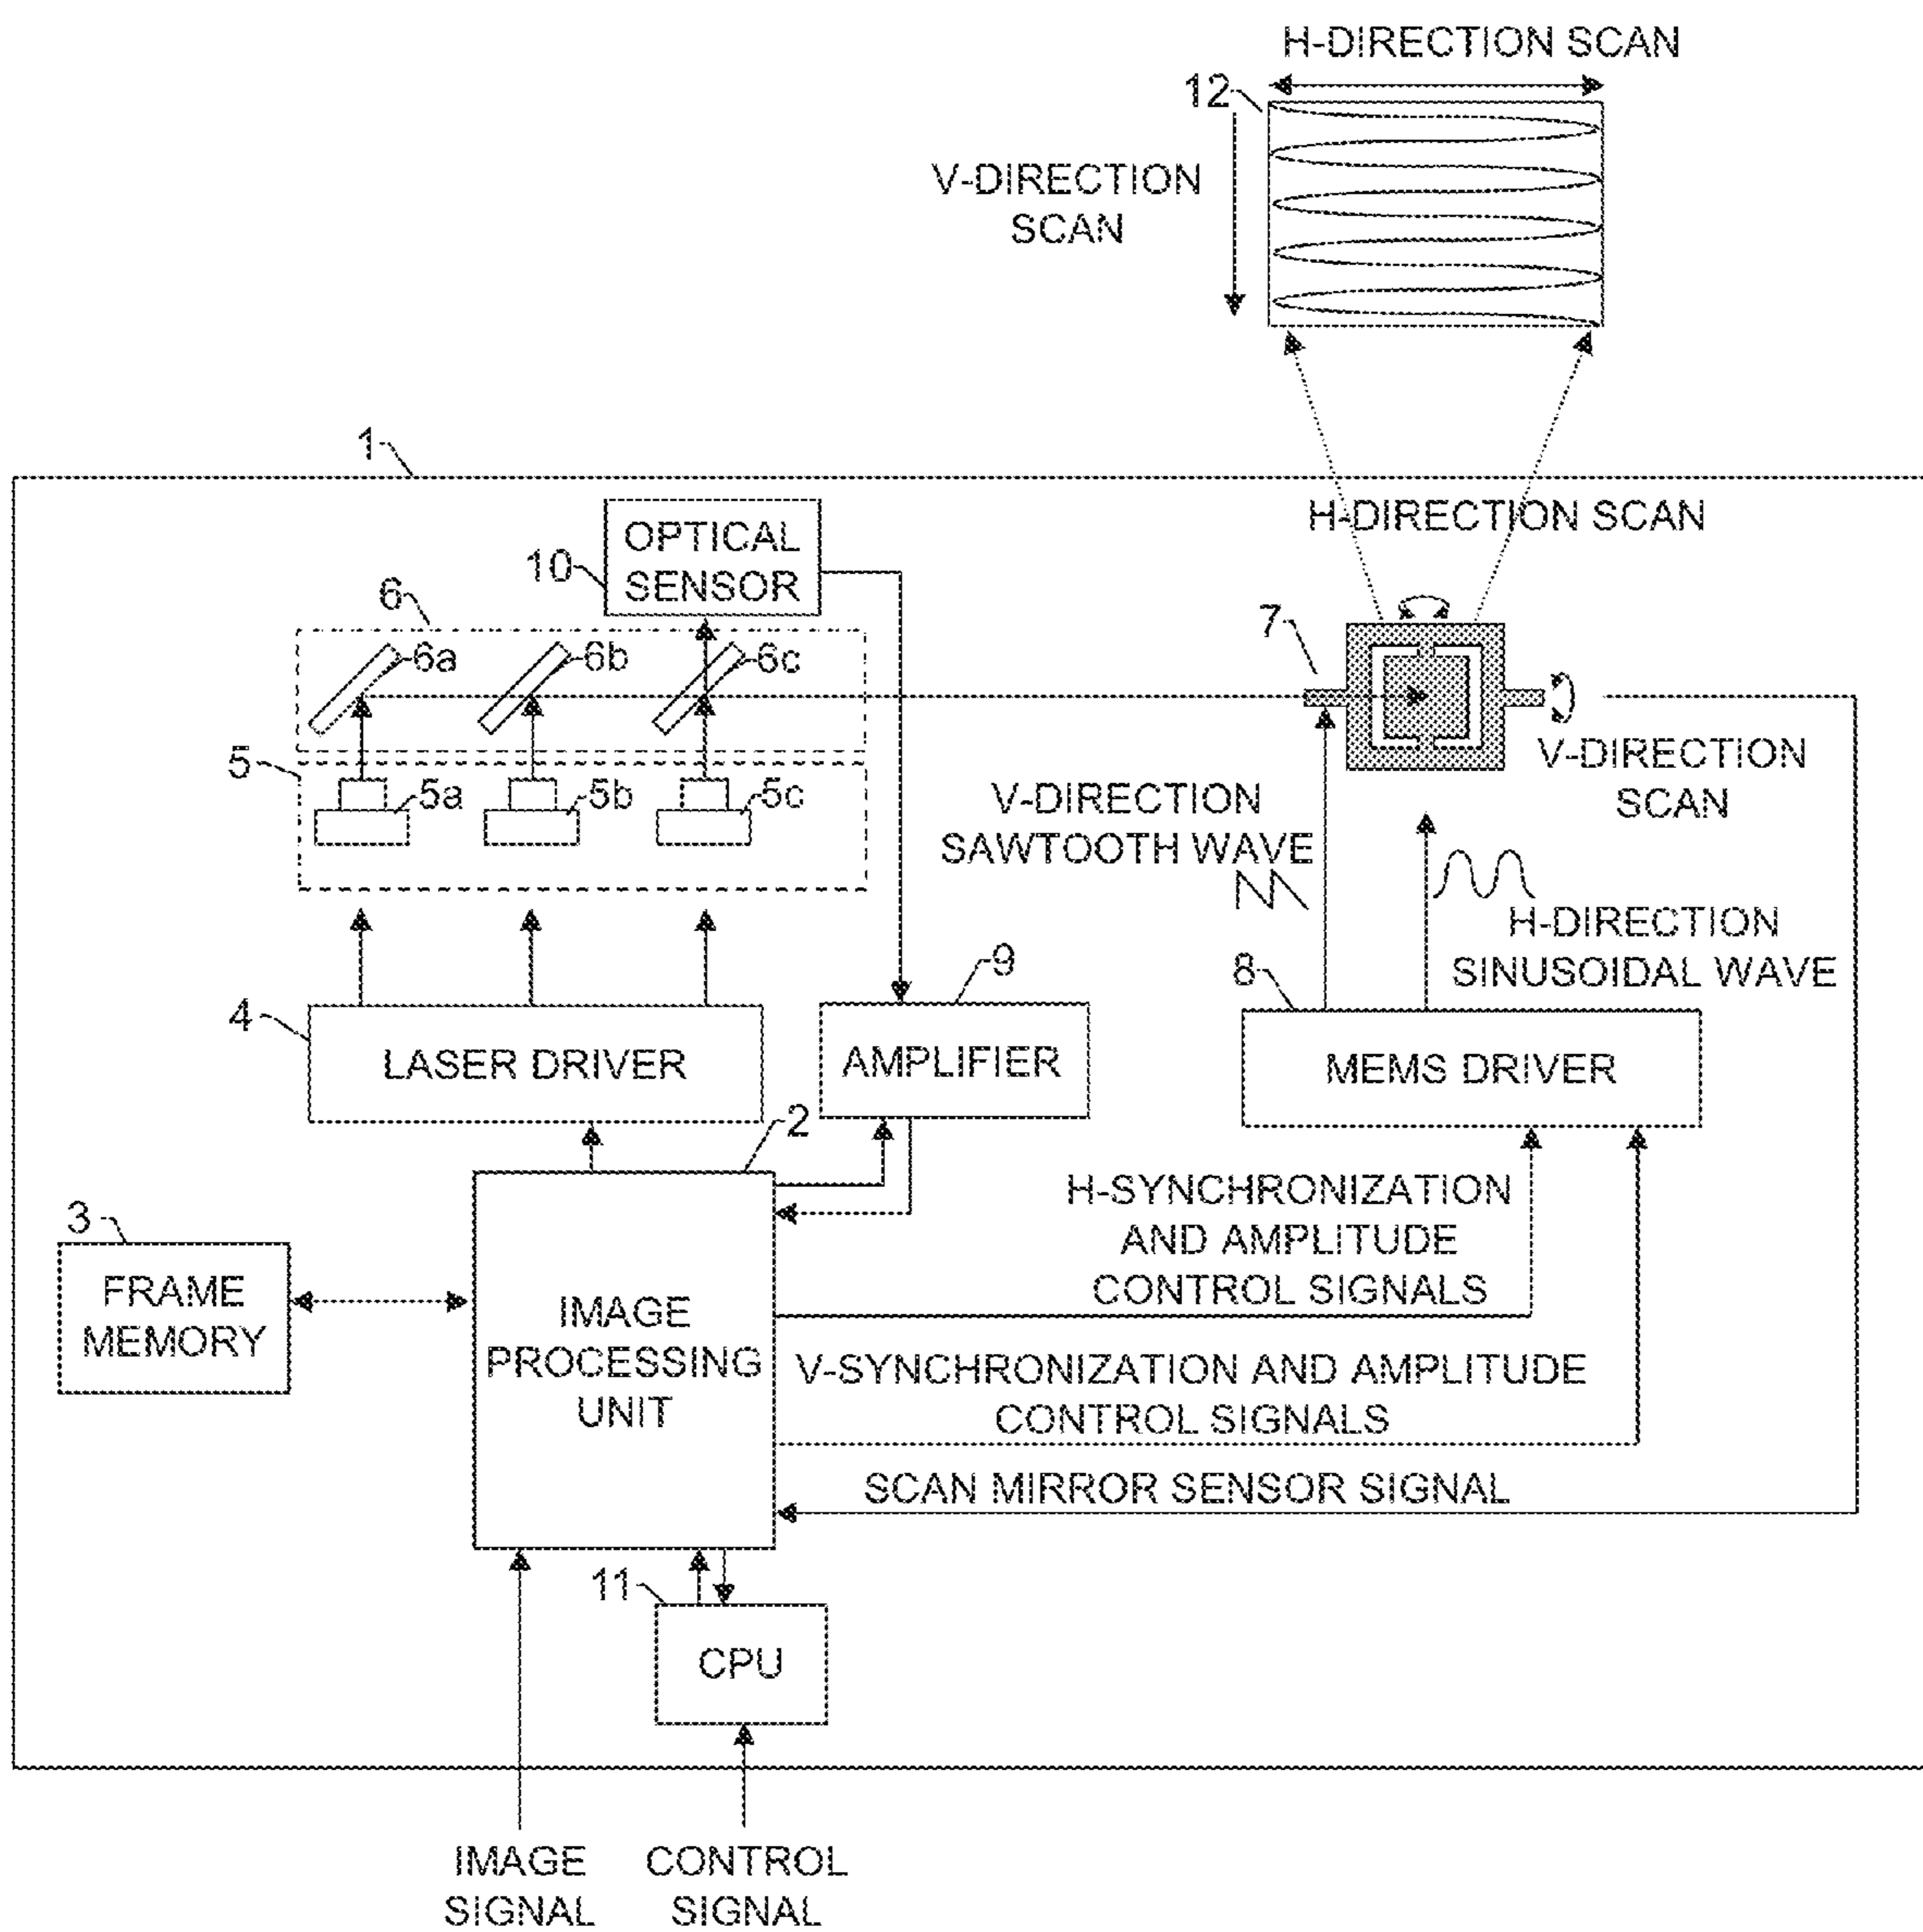 H-DIRECTION SCAN
12
V-DIRECTION
SCAN
1
H-DIRECTION SCAN
OPTICAL
SENSOR
10
6
6a
6b
6c
7
5
5a
5b
5c
V-DIRECTION
SCAN
V-DIRECTION
SAWTOOTH WAVE
H-DIRECTION
SINUSOIDAL WAVE
4
LASER DRIVER
9
AMPLIFIER
8
MEMS DRIVER
2
3
FRAME
MEMORY
IMAGE
PROCESSING
UNIT
H-SYNCHRONIZATION
AND AMPLITUDE
CONTROL SIGNALS
V-SYNCHRONIZATION AND AMPLITUDE
CONTROL SIGNALS
SCAN MIRROR SENSOR SIGNAL
11
CPU
IMAGE
SIGNAL
CONTROL
SIGNAL